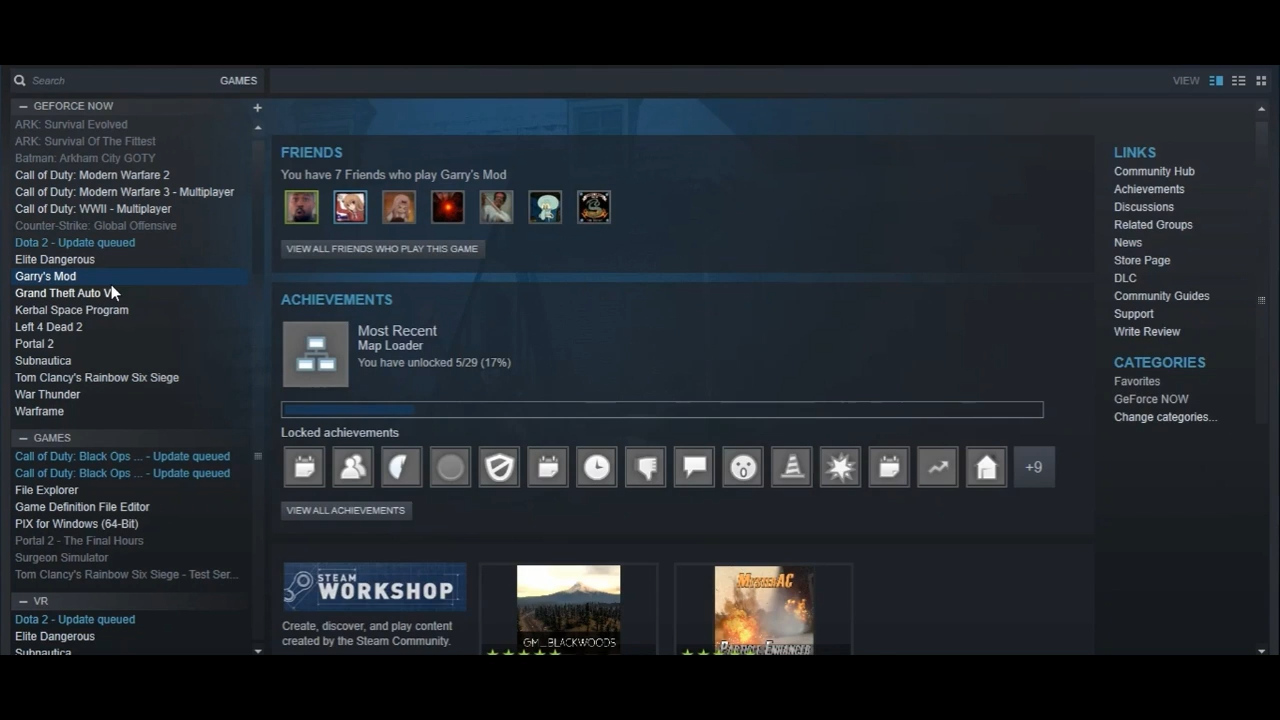 Search
GAMES
VIEW
GEFORCE NOW
ARK: Survival Evolved
ARK: Survival Of The Fittest
Batman: Arkham City GOTY
Call of Duty: Modern Warfare 2
Call of Duty: Modern Warfare 3 - Multiplayer
Call of Duty: WWII - Multiplayer
Counter-Strike: Global Offensive
Dota 2 - Update queued
Elite Dangerous
Garry's Mod
Grand Theft Auto V
Kerbal Space Program
Left 4 Dead 2
Portal 2
Subnautica
Tom Clancy's Rainbow Six Siege
War Thunder
Warframe
GAMES
Call of Duty: Black Ops ... - Update queued
Call of Duty: Black Ops ... - Update queued
File Explorer
Game Definition File Editor
PIX for Windows (64-Bit)
Portal 2 - The Final Hours
Surgeon Simulator
Tom Clancy's Rainbow Six Siege - Test Ser...
VR
Dota 2 - Update queued
Elite Dangerous
Subnautica
FRIENDS
You have 7 Friends who play Garry's Mod
VIEW ALL FRIENDS WHO PLAY THIS GAME
ACHIEVEMENTS
Most Recent
Map Loader
You have unlocked 5/29 (17%)
Locked achievements
+9
VIEW ALL ACHIEVEMENTS
STEAM
WORKSHOP
Create, discover, and play content
created by the Steam Community.
GM_BLACKWOODS
LINKS
Community Hub
Achievements
Discussions
Related Groups
News
Store Page
DLC
Community Guides
Support
Write Review
CATEGORIES
Favorites
GeForce NOW
Change categories...